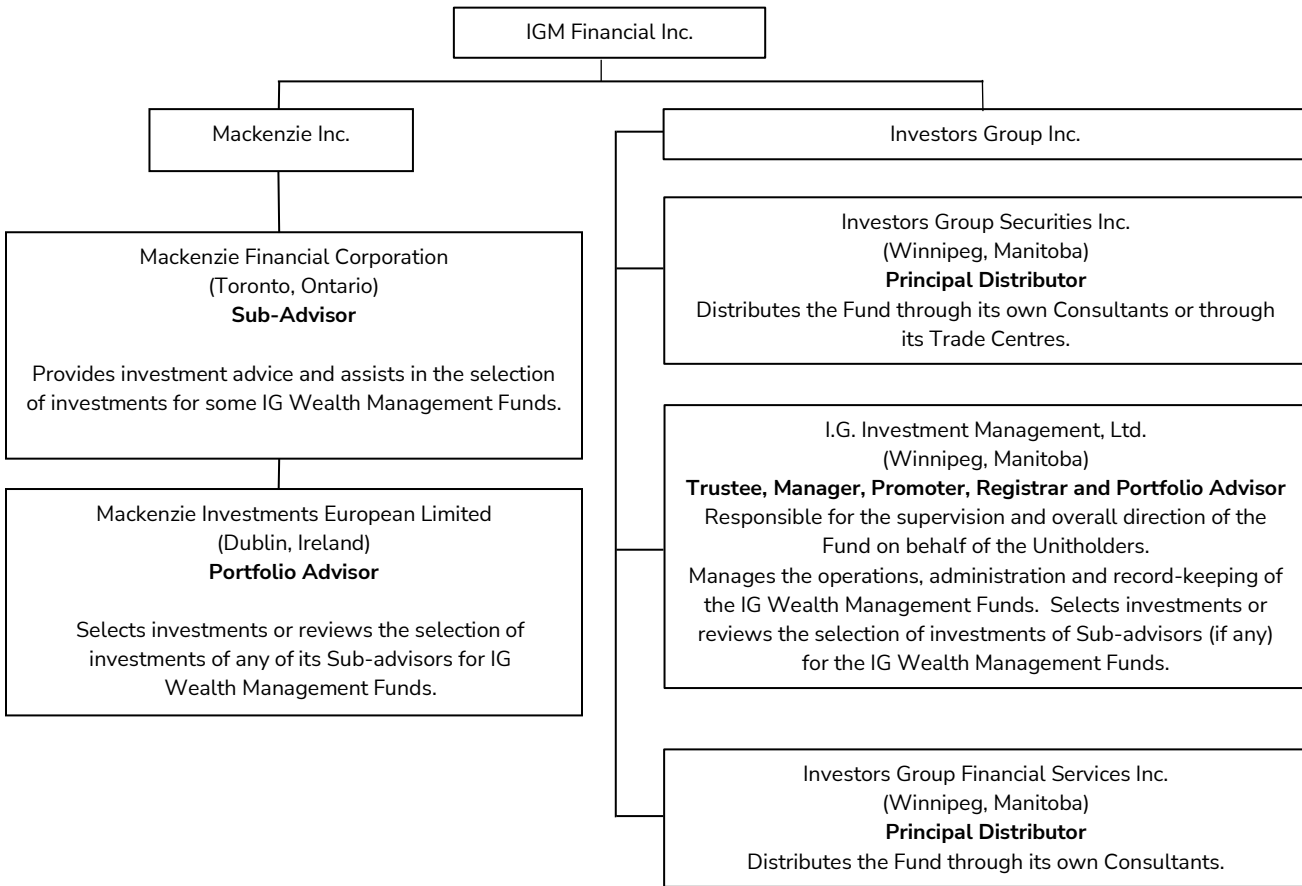 IGM Financial Inc.
Mackenzie Inc.
Investors Group Inc.
Mackenzie Financial Corporation
(Toronto, Ontario)
Sub-Advisor
Provides investment advice and assists in the selection
of investments for some IG Wealth Management Funds.
Mackenzie Investments European Limited
(Dublin, Ireland)
Portfolio Advisor
Selects investments or reviews the selection of
investments of any of its Sub-advisors for IG
Wealth Management Funds.
Investors Group Securities Inc.
(Winnipeg, Manitoba)
Principal Distributor
Distributes the Fund through its own Consultants or through
its Trade Centres.
I.G. Investment Management, Ltd.
(Winnipeg, Manitoba)
Trustee, Manager, Promoter, Registrar and Portfolio Advisor
Responsible for the supervision and overall direction of the
Fund on behalf of the Unitholders.
Manages the operations, administration and record-keeping of
the IG Wealth Management Funds.  Selects investments or
reviews the selection of investments of Sub-advisors (if any)
for the IG Wealth Management Funds.
Investors Group Financial Services Inc.
(Winnipeg, Manitoba)
Principal Distributor
Distributes the Fund through its own Consultants.